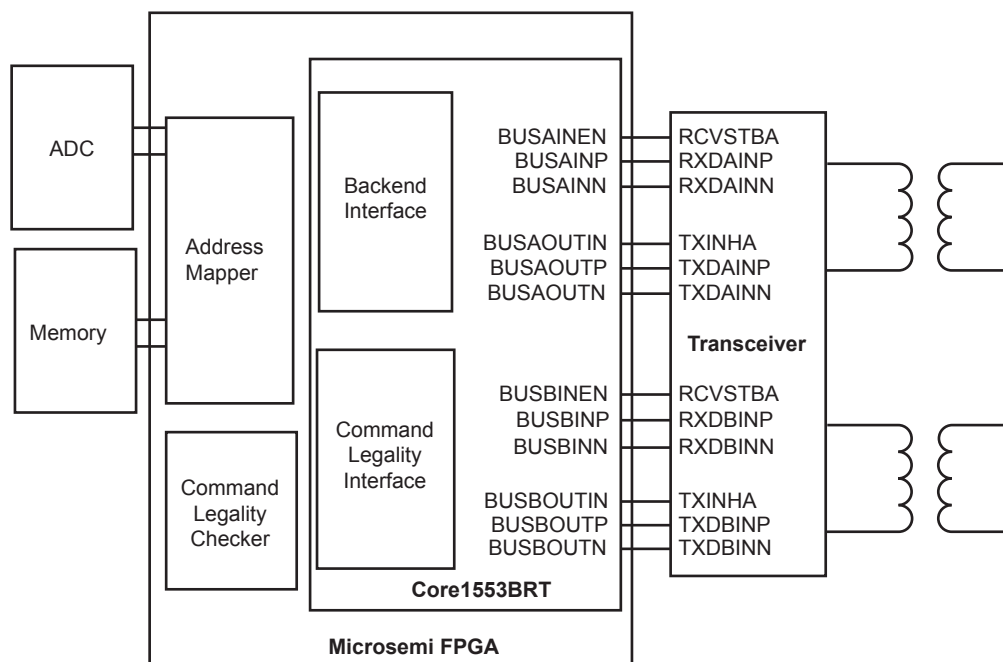 ADC
Memory
Address
Mapper
Command
Legality
Checker
Backend
Interface
Command
Legality
Interface
BUSAINEN
BUSAINP
BUSAINN
BUSAOUTIN
BUSAOUTP
BUSAOUTN
BUSBINEN
BUSBINP
BUSBINN
BUSBOUTIN
BUSBOUTP
BUSBOUTN
Core1553BRT
Microsemi FPGA
RCVSTBA
RXDAINP
RXDAINN
TXINHA
TXDAINP
TXDAINN
Transceiver
RCVSTBA
RXDBINP
RXDBINN
TXINHA
TXDBINP
TXDBINN